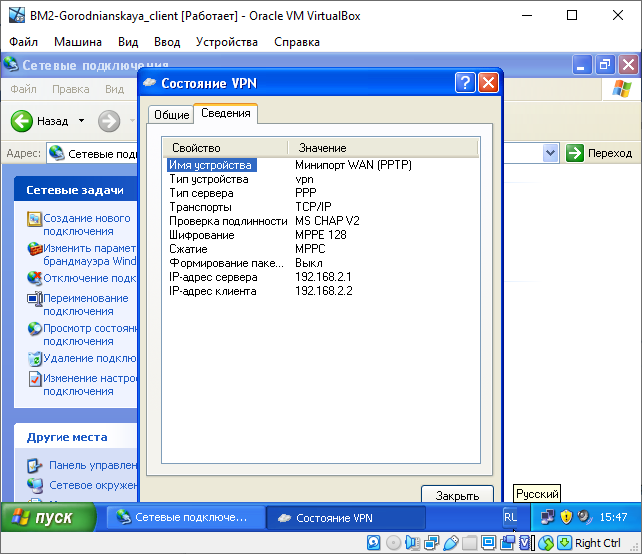 BM2-Gorodnianskaya_client [Работает] - Oracle VM VirtualBox
Файл Машина Вид Ввод Устройства Справка
Сетевые подключения
Файл Правка Вид
Состояние VPN
Назад
Общие Сведения
Адрес: Сетевые под
Переход
Свойство Значение
Имя устройства Минипорт WAN (PPTP)
Тип устройства vpn
Тип сервера PPP
Транспорты TCP/IP
Проверка подлинности MS CHAP V2
Шифрование MPPE 128
Сжатие MPPC
Формирование паке... Выкл
IP-адрес сервера 192.168.2.1
IP-адрес клиента 192.168.2.2
Сетевые задачи
Создание нового
подключения
Изменить парамет
брандмауэра Wind
Отключение подк
Переименование
подключения
Просмотр состоян
подключения
Удаление подклю
Изменение настро
подключения
Другие места
Панель управлен
Сетевое окружен
Закрыть
Русский
пуск
Сетевые подключе...
Состояние VPN
RU
15:47
Right Ctrl